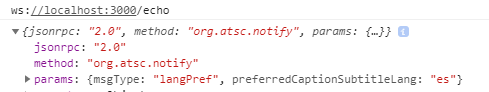 ws://localhost:3000/echo
▼{jsonrpc: "2.0", method: "org.atsc.notify", params: {…}} i
jsonrpc: "2.0"
method: "org.atsc.notify"
▶params: {msgType: "langPref", preferredCaptionSubtitleLang: "es"}